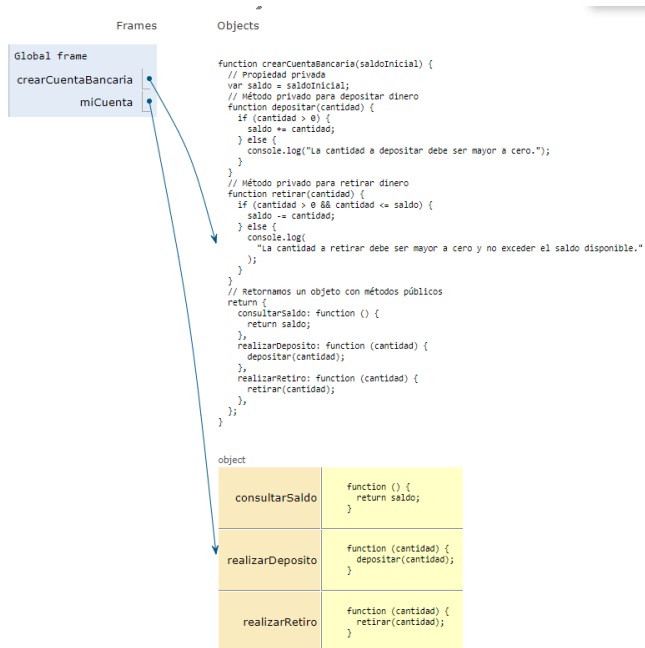 Frames
Objects
Global frame
crearCuentaBancaria
miCuenta
function crearCuentaBancaria(saldoInicial) {
  // Propiedad privada
  var saldo = saldoInicial;
  // Método privado para depositar dinero
  function depositar(cantidad) {
    if (cantidad > 0) {
      saldo += cantidad;
    } else {
      console.log("La cantidad a depositar debe ser mayor a cero.");
    }
  }
  // Método privado para retirar dinero
  function retirar(cantidad) {
    if (cantidad > 0 && cantidad <= saldo) {
      saldo -= cantidad;
    } else {
      console.log(
        "La cantidad a retirar debe ser mayor a cero y no exceder el saldo disponible."
      );
    }
  }
  // Retornamos un objeto con métodos públicos
  return {
    consultarSaldo: function () {
      return saldo;
    },
    realizarDeposito: function (cantidad) {
      depositar(cantidad);
    },
    realizarRetiro: function (cantidad) {
      retirar(cantidad);
    },
  };
}
object
consultarSaldo
function () {
  return saldo;
}
realizarDeposito
function (cantidad) {
  depositar(cantidad);
}
realizarRetiro
function (cantidad) {
  retirar(cantidad);
}